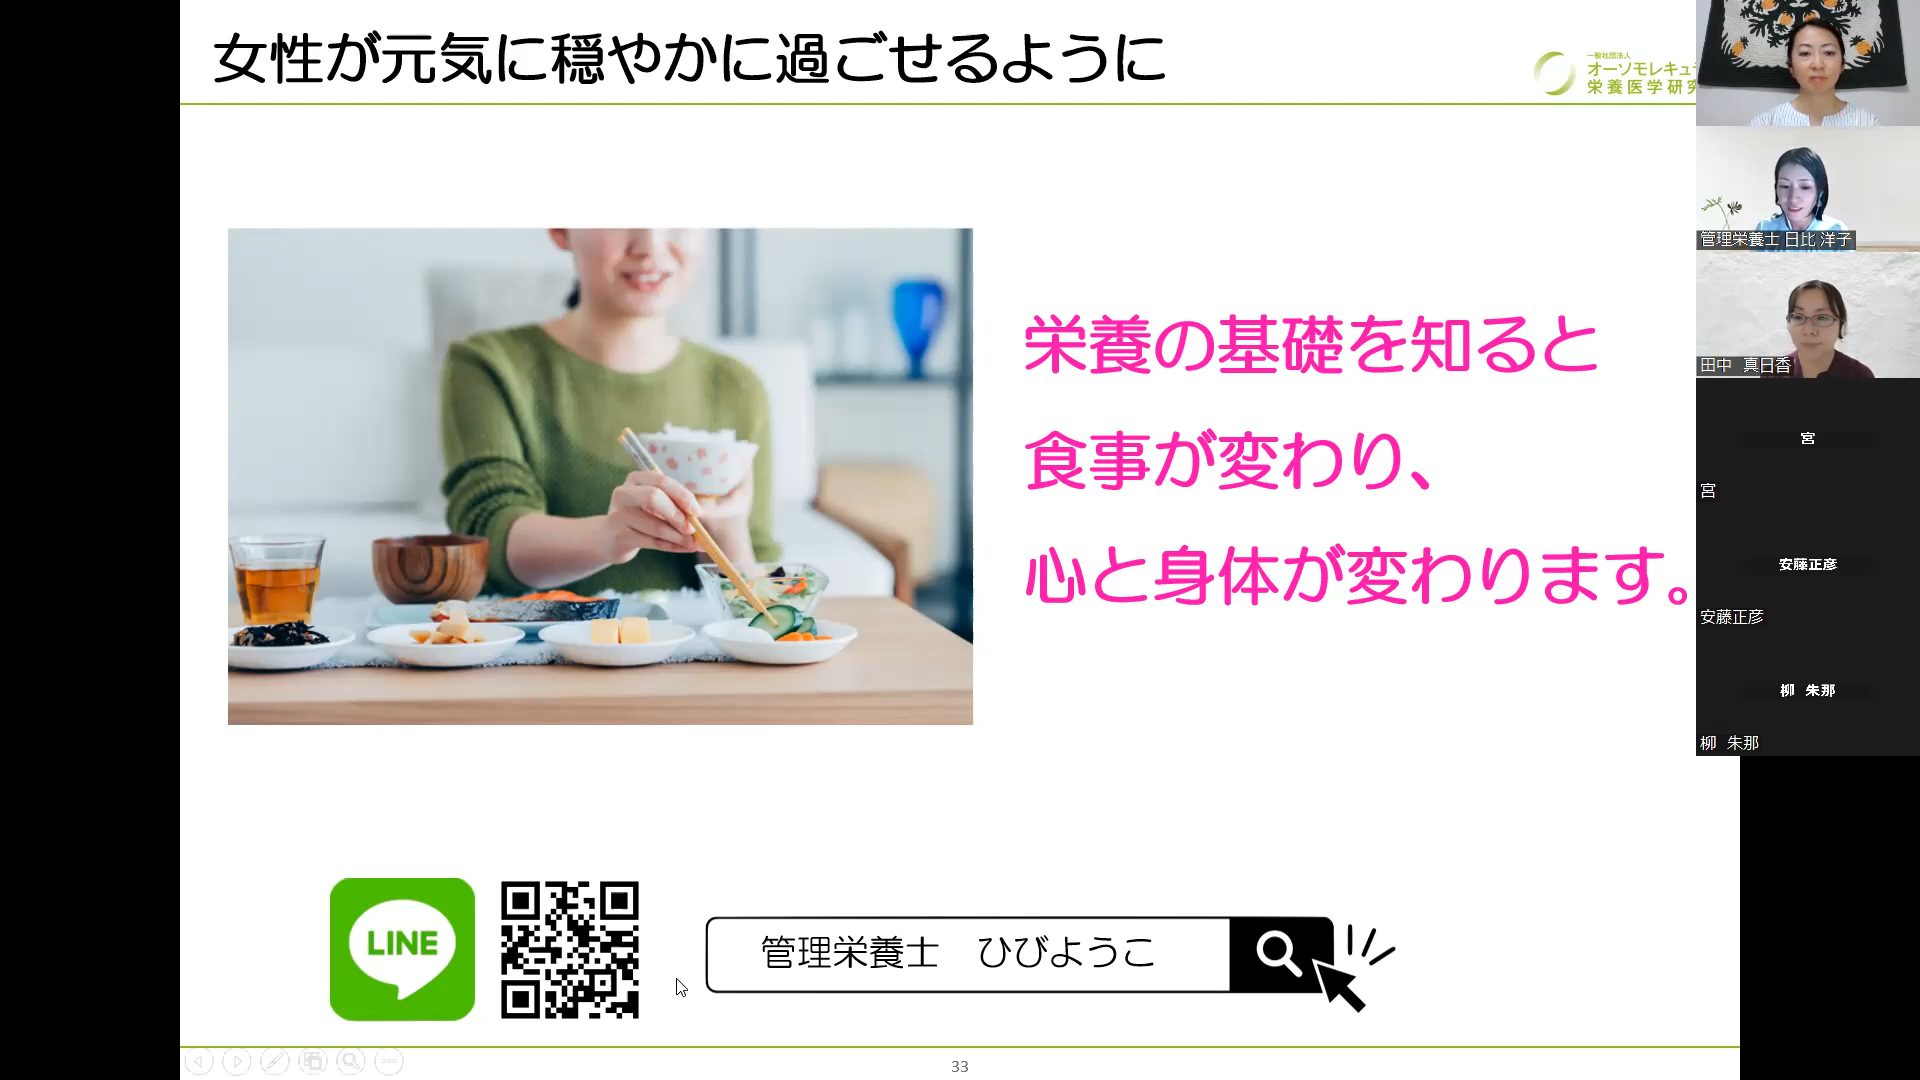 女性が元気に穏やかに過ごせるように
一般社団法人
オーソモレキュ
栄養医学研究
栄養の基礎を知ると
食事が変わり、
心と身体が変わります。
LINE
管理栄養士　ひびようこ
33
管理栄養士 日比 洋子
田中　真日香
宮
宮
安藤正彦
安藤正彦
柳　朱那
柳　朱那